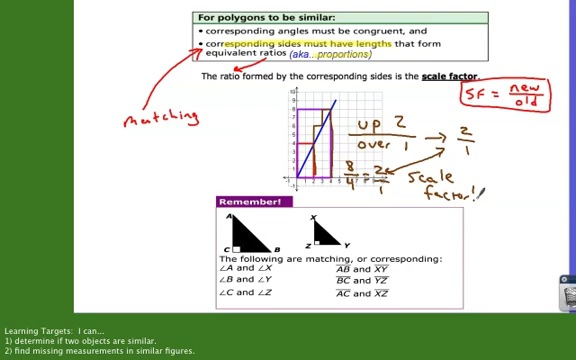 For polygons to be similar:
• corresponding angles must be congruent, and
• corresponding sides must have lengths that form
equivalent ratios (aka...proportions)
The ratio formed by the corresponding sides is the scale factor.
SF = new/old
matching
up 2
over 1
→ 2/1
8/4 = 2/1
scale
factor!
Remember!
A
C
B
X
Z
Y
The following are matching, or corresponding:
∠A and ∠X
AB and XY
∠B and ∠Y
BC and YZ
∠C and ∠Z
AC and XZ
Learning Targets: I can...
1) determine if two objects are similar.
2) find missing measurements in similar figures.